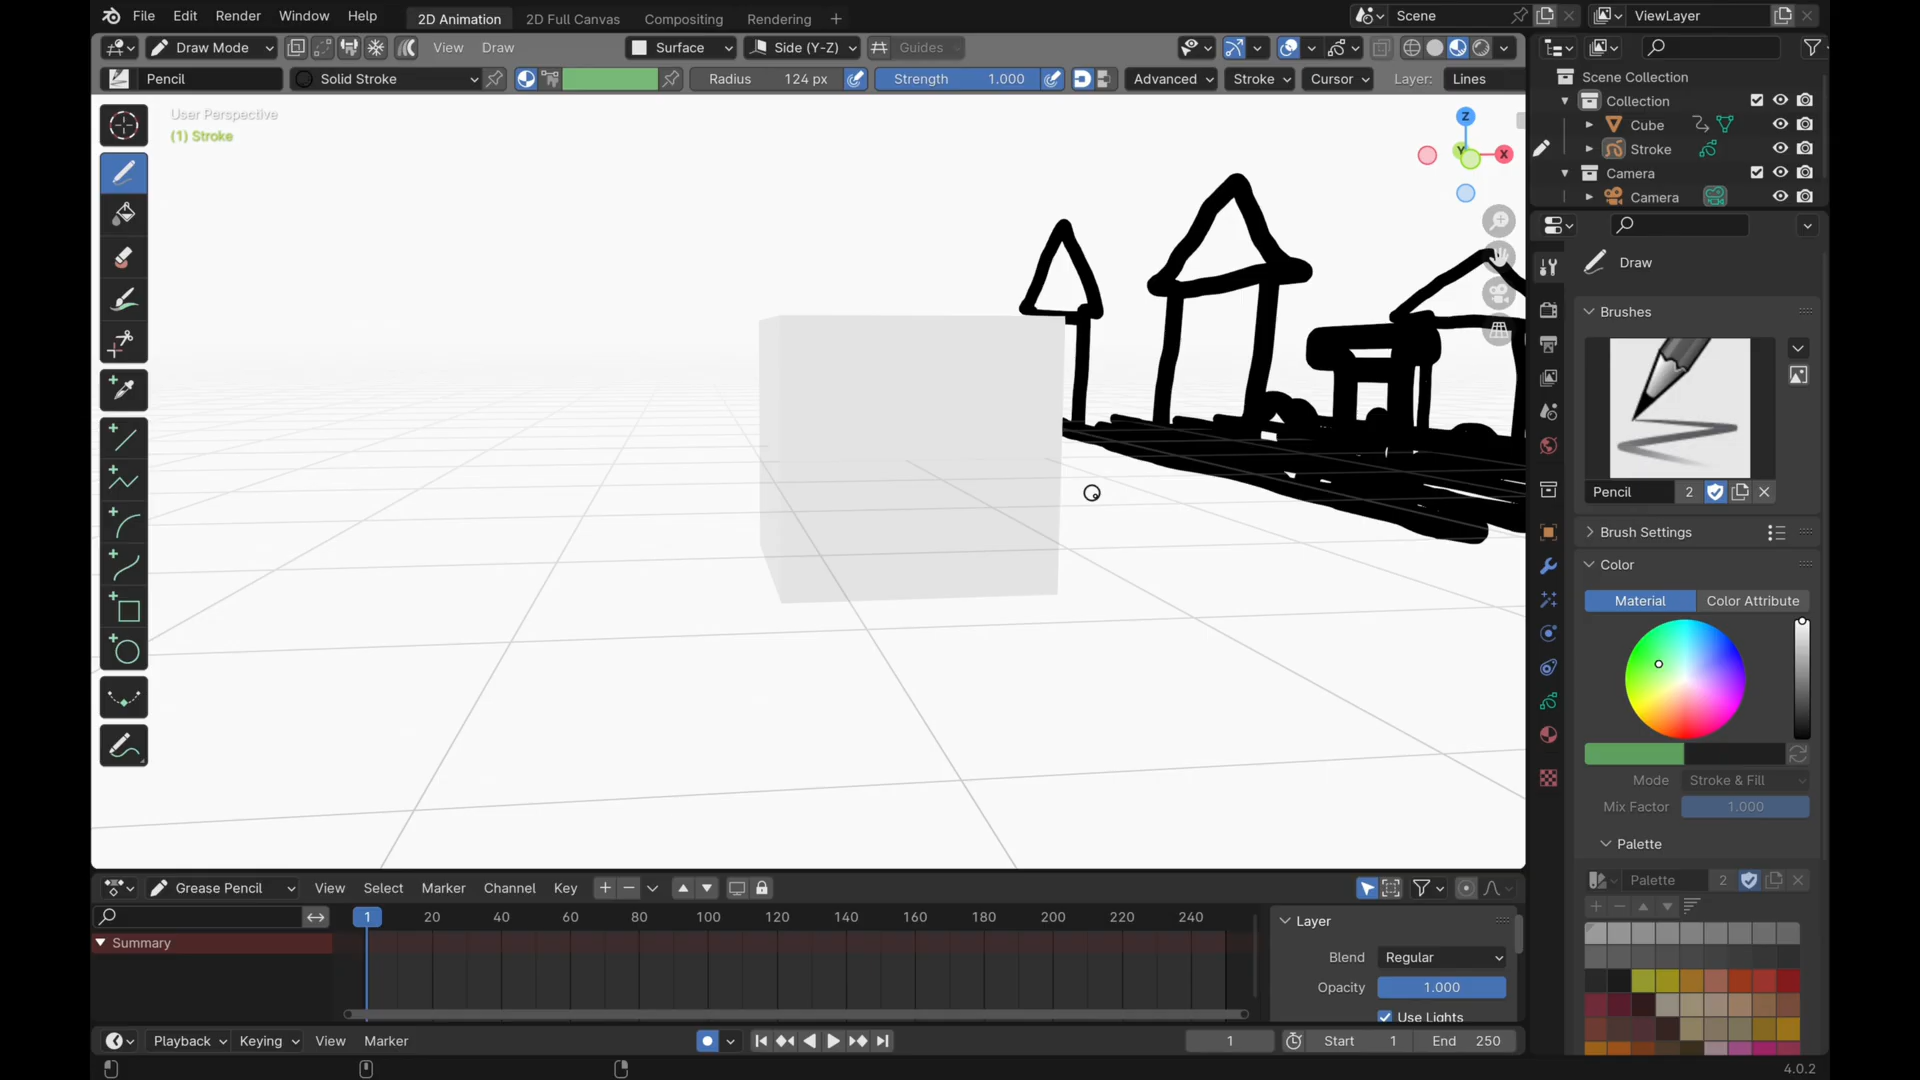 File Edit Render Window Help 2D Animation 2D Full Canvas Compositing Rendering + Scene ViewLayer
Draw Mode View Draw Surface Side (Y-Z) Guides
Pencil Solid Stroke Radius 124 px Strength 1.000 Advanced Stroke Cursor Layer: Lines
User Perspective
(1) Stroke
Z
Y
X
Scene Collection
Collection
Cube
Stroke
Camera
Camera
Draw
Brushes
Pencil 2
Brush Settings
Color
Material Color Attribute
Mode Stroke & Fill
Mix Factor 1.000
Palette
Palette 2
Grease Pencil View Select Marker Channel Key
1 20 40 60 80 100 120 140 160 180 200 220 240
Summary
Layer
Blend Regular
Opacity 1.000
Use Lights
Playback Keying View Marker 1 Start 1 End 250
4.0.2